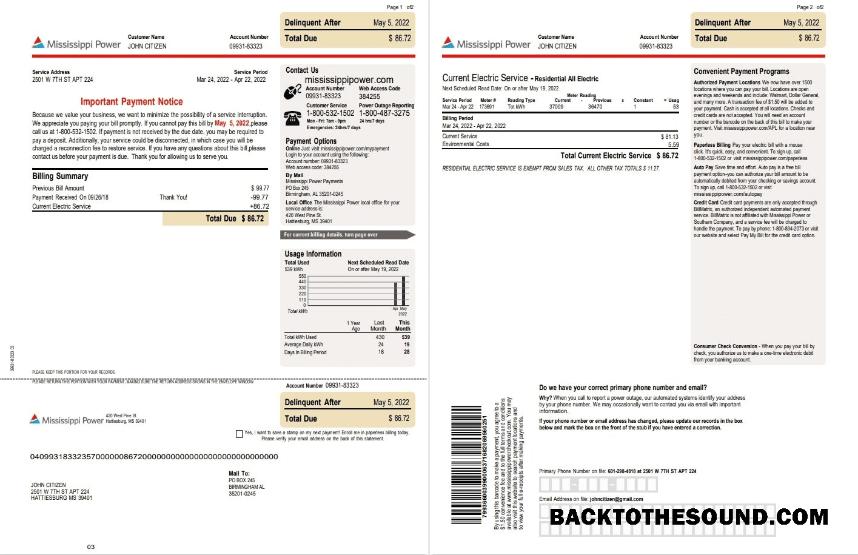 Page 1 of2
Delinquent After May 5, 2022
Total Due $ 86.72
Mississippi Power
Customer Name
JOHN CITIZEN
Account Number
09931-83323
Service Address
2501 W 7TH ST APT 224
Service Period
Mar 24, 2022 - Apr 22, 2022
Important Payment Notice
Because we value your business, we want to minimize the possibility of a service interruption.
We appreciate you paying your bill promptly. If you cannot pay this bill by May 5, 2022 please
call us at 1-800-532-1502. If payment is not received by the due date, you may be required to
pay a deposit. Additionally, your service could be disconnected, in which case you will be
charged a reconnection fee and additional fees. If you have any questions about this bill, please
contact us before your payment is due. Thank you for allowing us to serve you.
Billing Summary
Previous Bill Amount $ 99.77
Payment Received On 09/26/18 Thank You! -99.77
Current Electric Service +86.72
Total Due $ 86.72
Contact Us
mississippipower.com
Account Number Web Access Code
09931-83323 384255
Customer Service Power Outage Reporting
1-800-532-1502 1-800-487-3275
Mon - Fri: 7am - 9pm 24 hrs/7 days
Emergencies: 24hrs/7 days
Payment Options
Online Just visit mississippipower.com/mypayment
Login to your account using the following:
Account number: 09931-83323
Web access code: 384255
By Mail
Mississippi Power Payments
PO Box 245
Birmingham, AL 35201-0245
Local Office The Mississippi Power local office for your
service address is:
420 West Pine St.
Hattiesburg, MS 39401
For current billing details, turn page over
Usage Information
Total Used
539 kWh
Next Scheduled Read Date
On or after May 19, 2022
550
440
330
220
110
0
Total kWh
Apr May
2022
1 Year Ago Last Month This Month
Total kWh Used 430 539
Average Daily kWh 24 19
Days in Billing Period 18 28
PLEASE KEEP THIS PORTION FOR YOUR RECORDS.
Account Number 09931-83323
Mississippi Power
420 West Pine St.
Hattiesburg, MS 39401
Delinquent After May 5, 2022
Total Due $ 86.72
Yes, I want to save a stamp on my next payment! Enroll me in paperless billing today.
Please verify your email address on the back of this statement.
JOHN CITIZEN
2501 W 7TH ST APT 224
HATTIESBURG MS 39401
Mail To:
PO BOX 245
BIRMINGHAM AL
35201-0245
Page 2 of2
Delinquent After May 5, 2022
Total Due $ 86.72
Mississippi Power
Customer Name
JOHN CITIZEN
Account Number
09931-83323
Current Electric Service - Residential All Electric
Next Scheduled Read Date: On or after May 19, 2022
Meter Reading
Service Period Meter # Reading Type Current - Previous x Constant = Usag
Mar 24 - Apr 22 173891 Tot kWh 37009 36470 1 53
Billing Period
Mar 24, 2022 - Apr 22, 2022
Current Service $ 81.13
Environmental Costs 5.59
Total Current Electric Service $ 86.72
RESIDENTIAL ELECTRIC SERVICE IS EXEMPT FROM SALES TAX. ALL OTHER TAX TOTALS $ 11.27.
Convenient Payment Programs
Authorized Payment Locations We now have over 1500
locations where you can pay your bill. Locations are open
evenings and weekends and include: Walmart, Dollar General,
and many more. A transaction fee of $1.50 will be added to
your payment. Cash is accepted at all locations. Checks and
credit cards are not accepted. You will need an account
number or the barcode on the back of this bill to make your
payment. Visit mississippipower.com/APL for a location near
you.
Paperless Billing Pay your electric bill with a mouse
click. It's quick, easy, and convenient. To sign up, call
1-800-532-1502 or visit mississippipower.com/paperless.
Auto Pay Save time and effort. Auto pay is a free bill
payment option-you can authorize your bill amount to be
automatically debited from your checking or savings account.
To sign up, call 1-800-532-1502 or visit
mississippipower.com/autopay
Credit Card Credit card payments are only accepted through
BillMatrix, an authorized independent automated payment
service. BillMatrix is not affiliated with Mississippi Power or
Southern Company, and a service fee will be charged to
handle the payment. To pay by phone: 1-800-804-2073 or visit
our website and select Pay My Bill for the credit card option.
Consumer Check Conversion - When you pay your bill by
check, you authorize us to make a one-time electronic debit
from your banking account.
Do we have your correct primary phone number and email?
Why? When you call to report a power outage, our automated systems identify your address
by your phone number. We may occasionally want to contact you via email with important
information.
If your phone number or email address has changed, please update our records in the box
below and mark the box on the front of the stub if you have entered a correction.
Primary Phone Number on file: 601-298-4013 at 2501 W 7TH ST APT 224
Email Address on file: johncitizen@gmail.com
BACKTOTHESOUND.COM